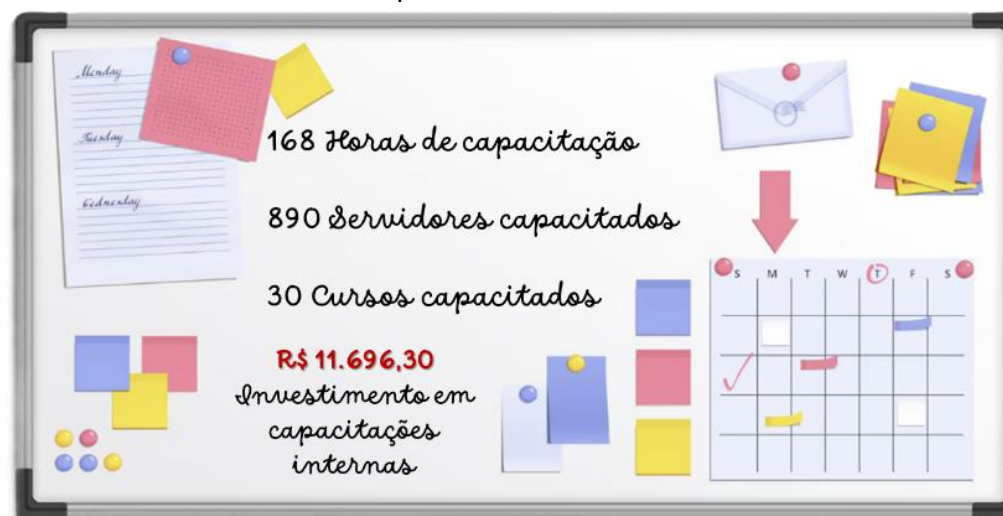 Monday
Tuesday
Wednesday
168 Horas de capacitação
890 Servidores capacitados
30 Cursos capacitados
R$ 11.696,30
Investimento em
capacitações
internas
S M T W T F S